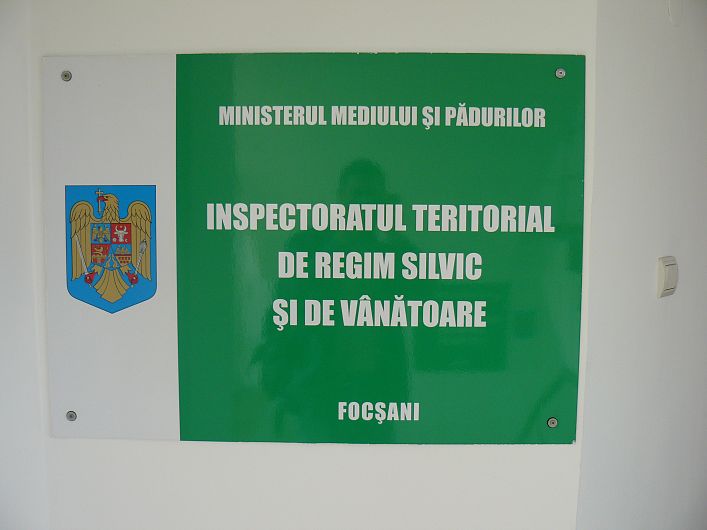 MINISTERUL MEDIULUI ŞI PĂDURILOR
INSPECTORATUL TERITORIAL
DE REGIM SILVIC
ŞI DE VÂNĂTOARE
FOCŞANI